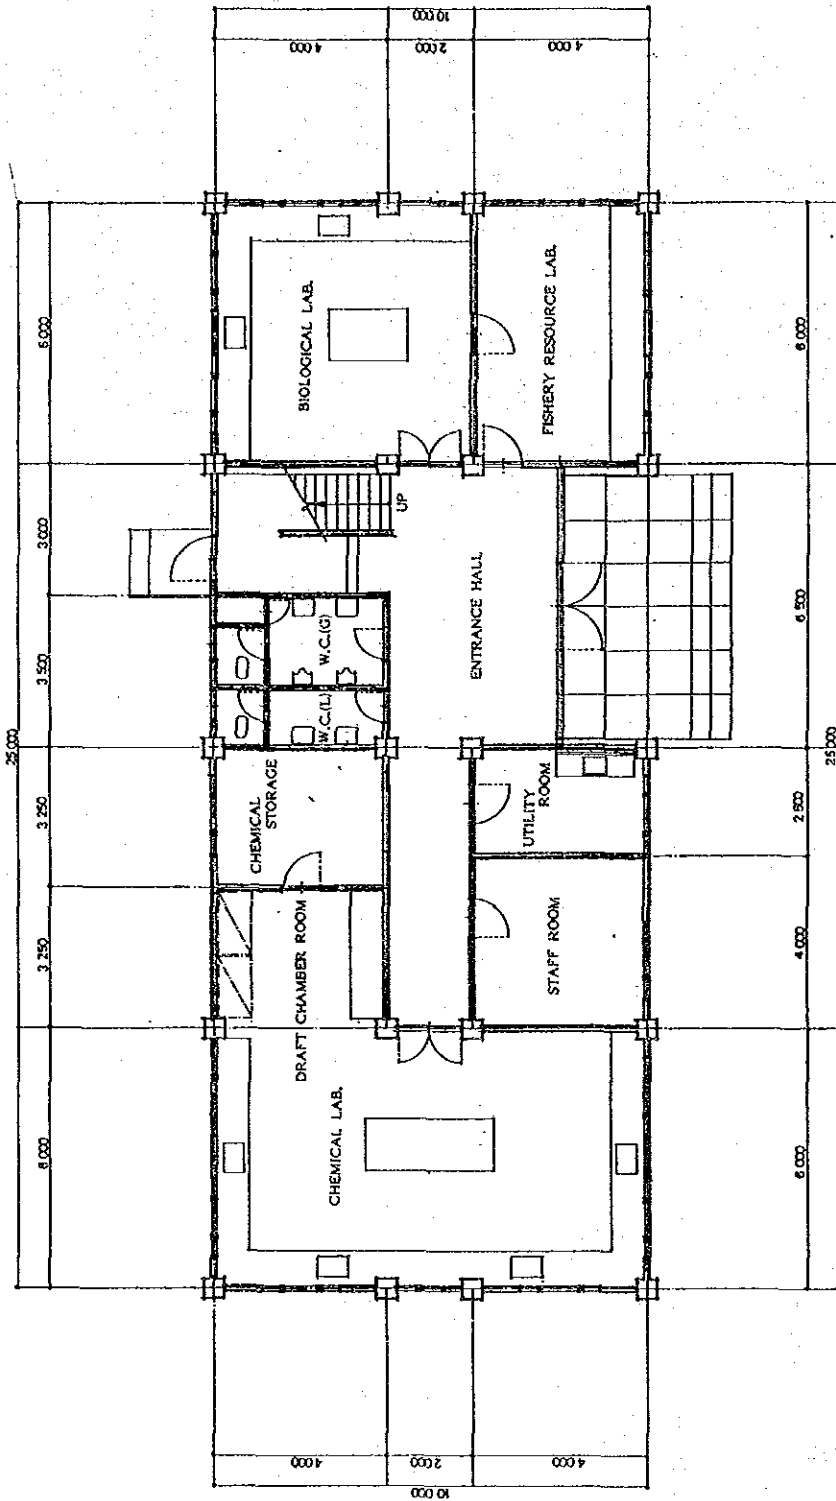 10 000
4 000
2 000
4 000
25 000
6 000
3 000
3 500
3 250
3 250
6 000
BIOLOGICAL LAB.
FISHERY RESOURCE LAB.
UP
ENTRANCE HALL
W.C.(G)
W.C.(L)
CHEMICAL
STORAGE
UTILITY
ROOM
DRAFT CHAMBER ROOM
STAFF ROOM
CHEMICAL LAB.
6 000
6 500
2 500
4 000
6 000
25 000
4 000
2 000
4 000
10 000